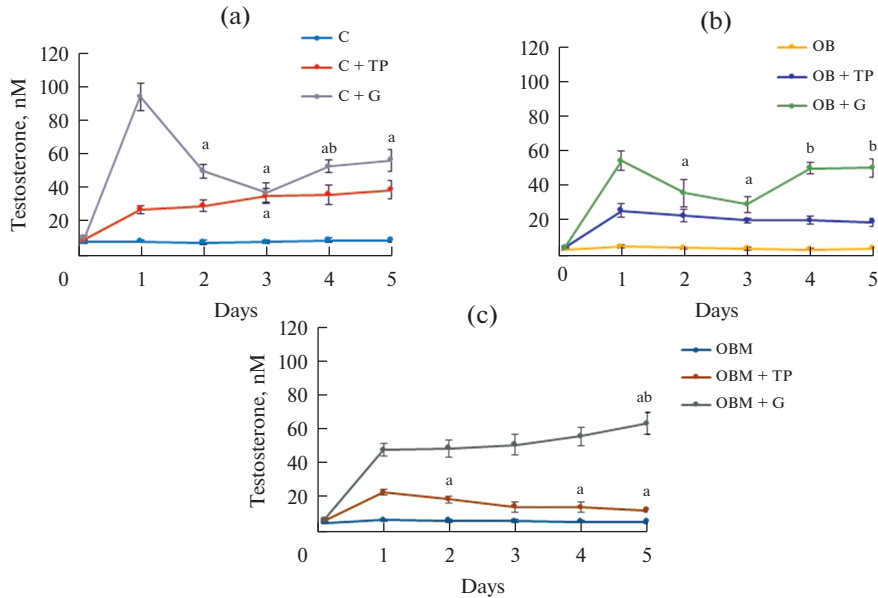 (a)
C
C + TP
C + G
120
100
80
60
40
20
0
Testosterone, nM
a
a
a
ab
a
1
2
3
4
5
Days
(b)
OB
OB + TP
OB + G
120
100
80
60
40
20
a
a
b
b
0
1
2
3
4
5
Days
(c)
OBM
OBM + TP
OBM + G
120
100
80
60
40
20
0
Testosterone, nM
ab
a
a
a
1
2
3
4
5
Days